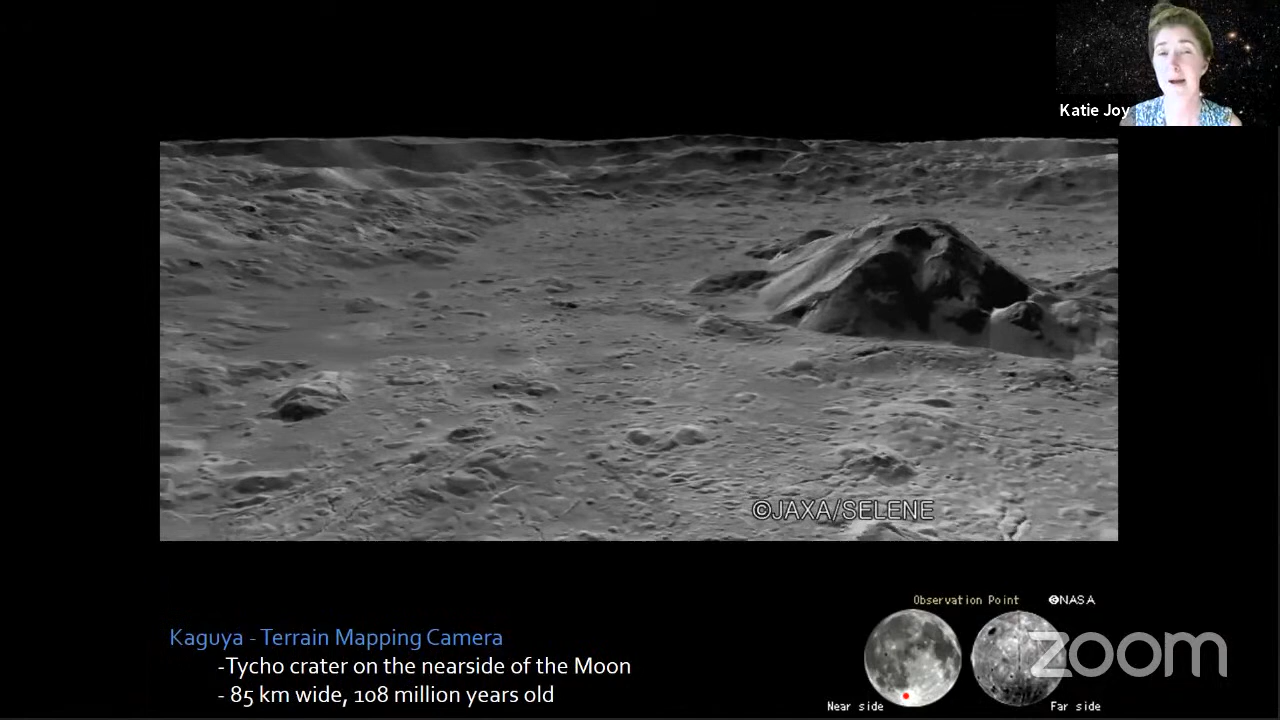 Katie Joy
©JAXA/SELENE
Observation Point
©NASA
Kaguya - Terrain Mapping Camera
-Tycho crater on the nearside of the Moon
- 85 km wide, 108 million years old
zoom
Near side
Far side